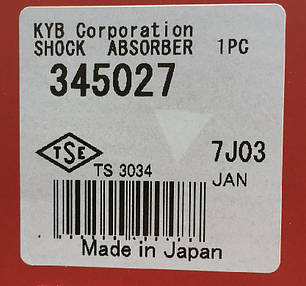 KYB Corporation
SHOCK ABSORBER 1PC
345027
TSE
7J03
TS 3034
JAN
Made in Japan